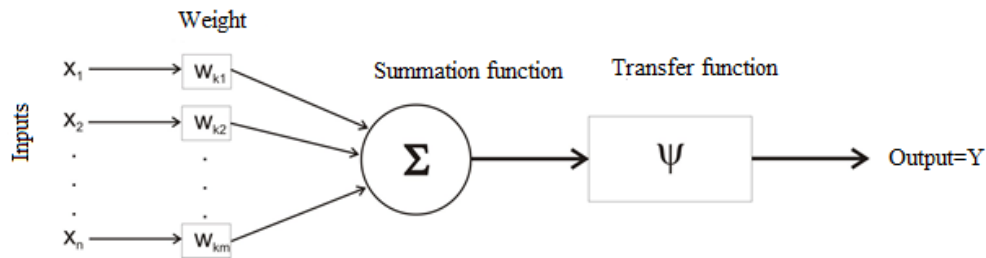 Weight
Summation function
Transfer function
Inputs
X1
Wk1
X2
Wk2
Σ
Ψ
Output=Y
.
.
.
.
.
.
Xn
Wkm